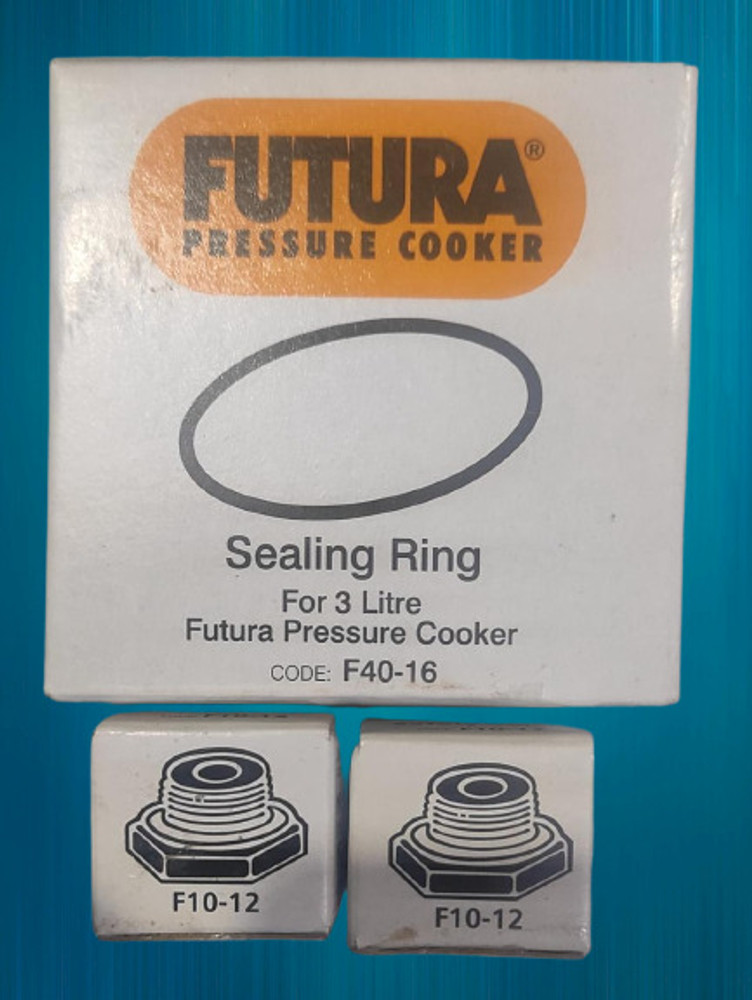 FUTURA®
PRESSURE COOKER
Sealing Ring
For 3 Litre
Futura Pressure Cooker
CODE: F40-16
F10-12
F10-12